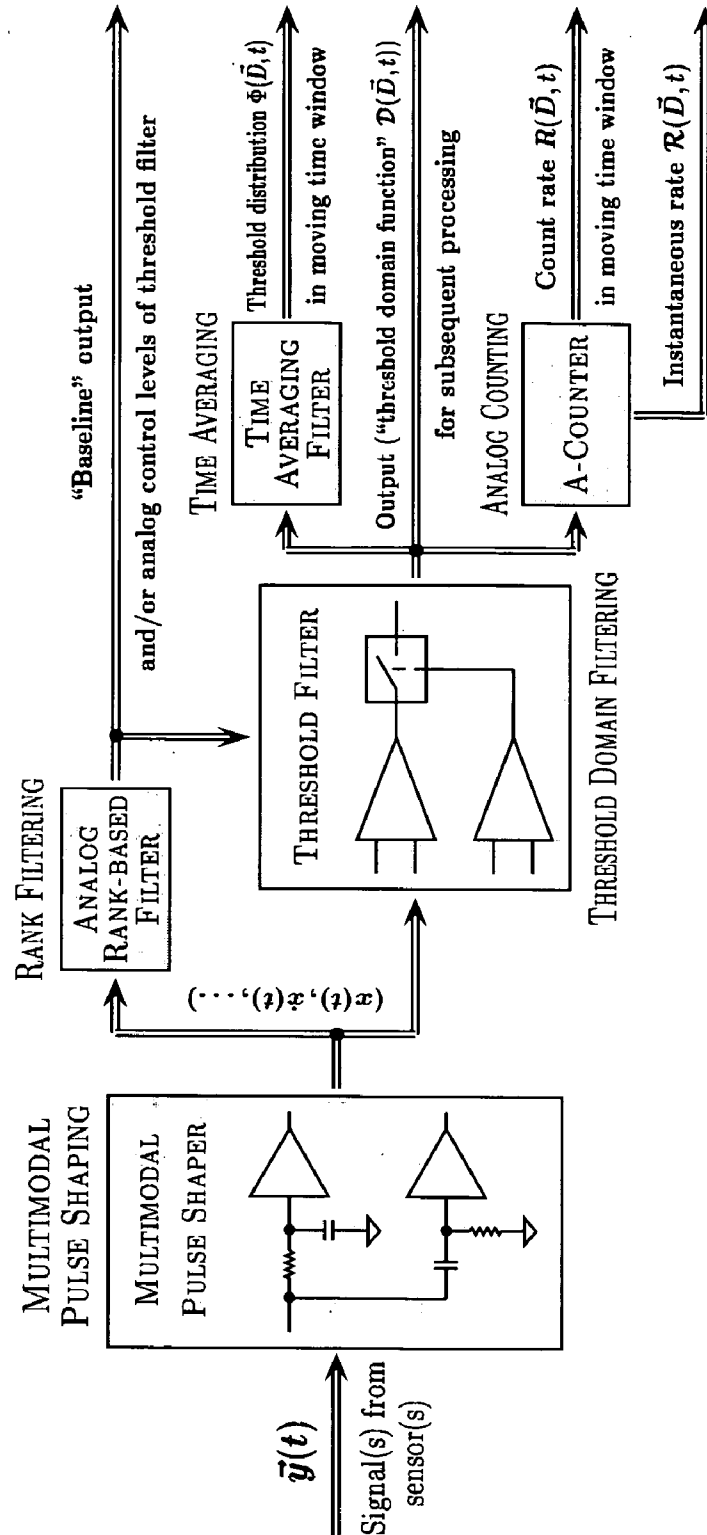 y⃗(t)
Signal(s) from
sensor(s)
MULTIMODAL
PULSE SHAPING
MULTIMODAL
PULSE SHAPER
(x(t), ẋ(t), ...)
RANK FILTERING
ANALOG
RANK-BASED
FILTER
THRESHOLD FILTER
THRESHOLD DOMAIN FILTERING
"Baseline" output
and/or analog control levels of threshold filter
TIME AVERAGING
TIME
AVERAGING
FILTER
Threshold distribution Φ(D⃗,t)
in moving time window
Output ("threshold domain function" 𝒟(D⃗,t))
for subsequent processing
ANALOG COUNTING
A-COUNTER
Count rate R(D⃗,t)
in moving time window
Instantaneous rate ℛ(D⃗,t)